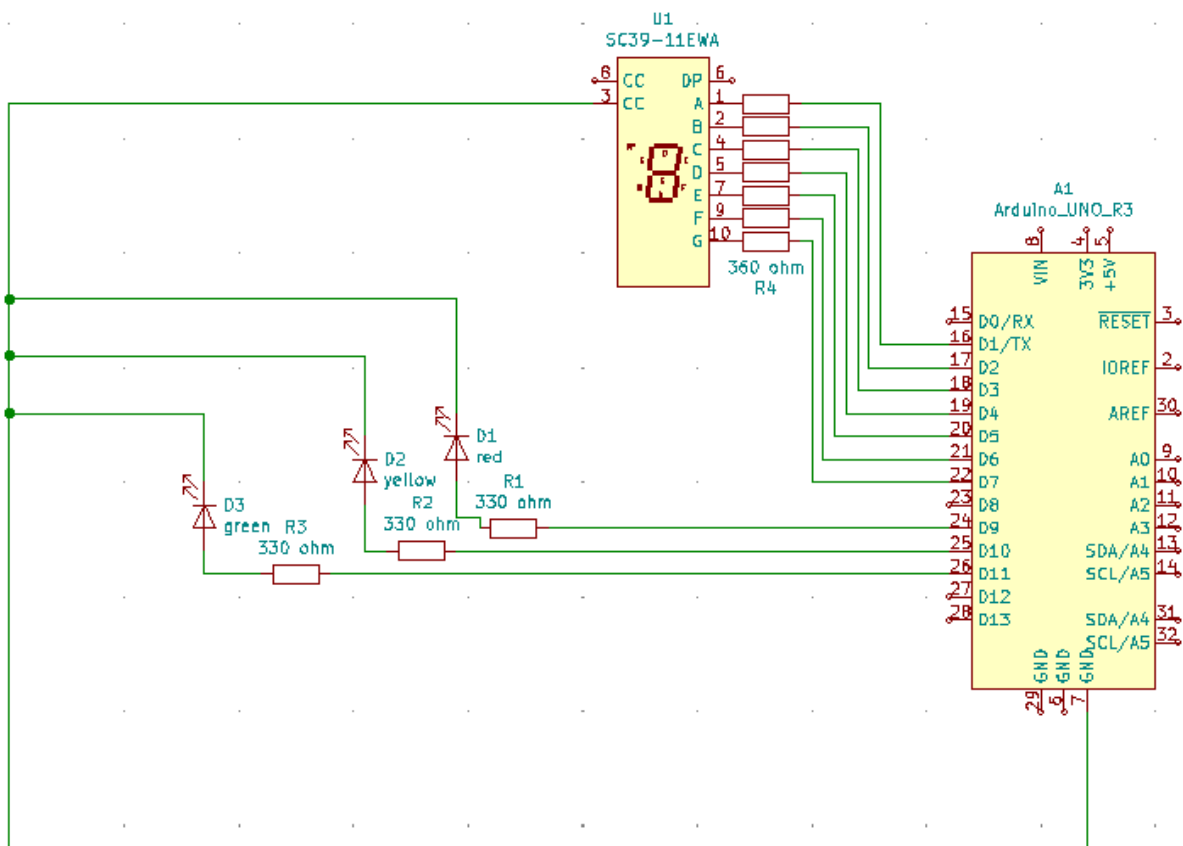 U1
SC39-11EWA
8 CC DP 6
3 CC A 1
B 2
C 4
D 5
E 7
F 9
G 10
360 ohm
R4
A1
Arduino_UNO_R3
8 4 5
VIN 3V3 +5V
15 D0/RX RESET 3
16 D1/TX
17 D2 IOREF 2
18 D3
19 D4 AREF 30
20 D5
21 D6 A0 9
22 D7 A1 10
23 D8 A2 11
24 D9 A3 12
25 D10 SDA/A4 13
26 D11 SCL/A5 14
27 D12
28 D13 SDA/A4 31
SCL/A5 32
GND GND GND
29 6 7
D1
red
R1
330 ohm
D2
yellow
R2
330 ohm
D3
green
R3
330 ohm